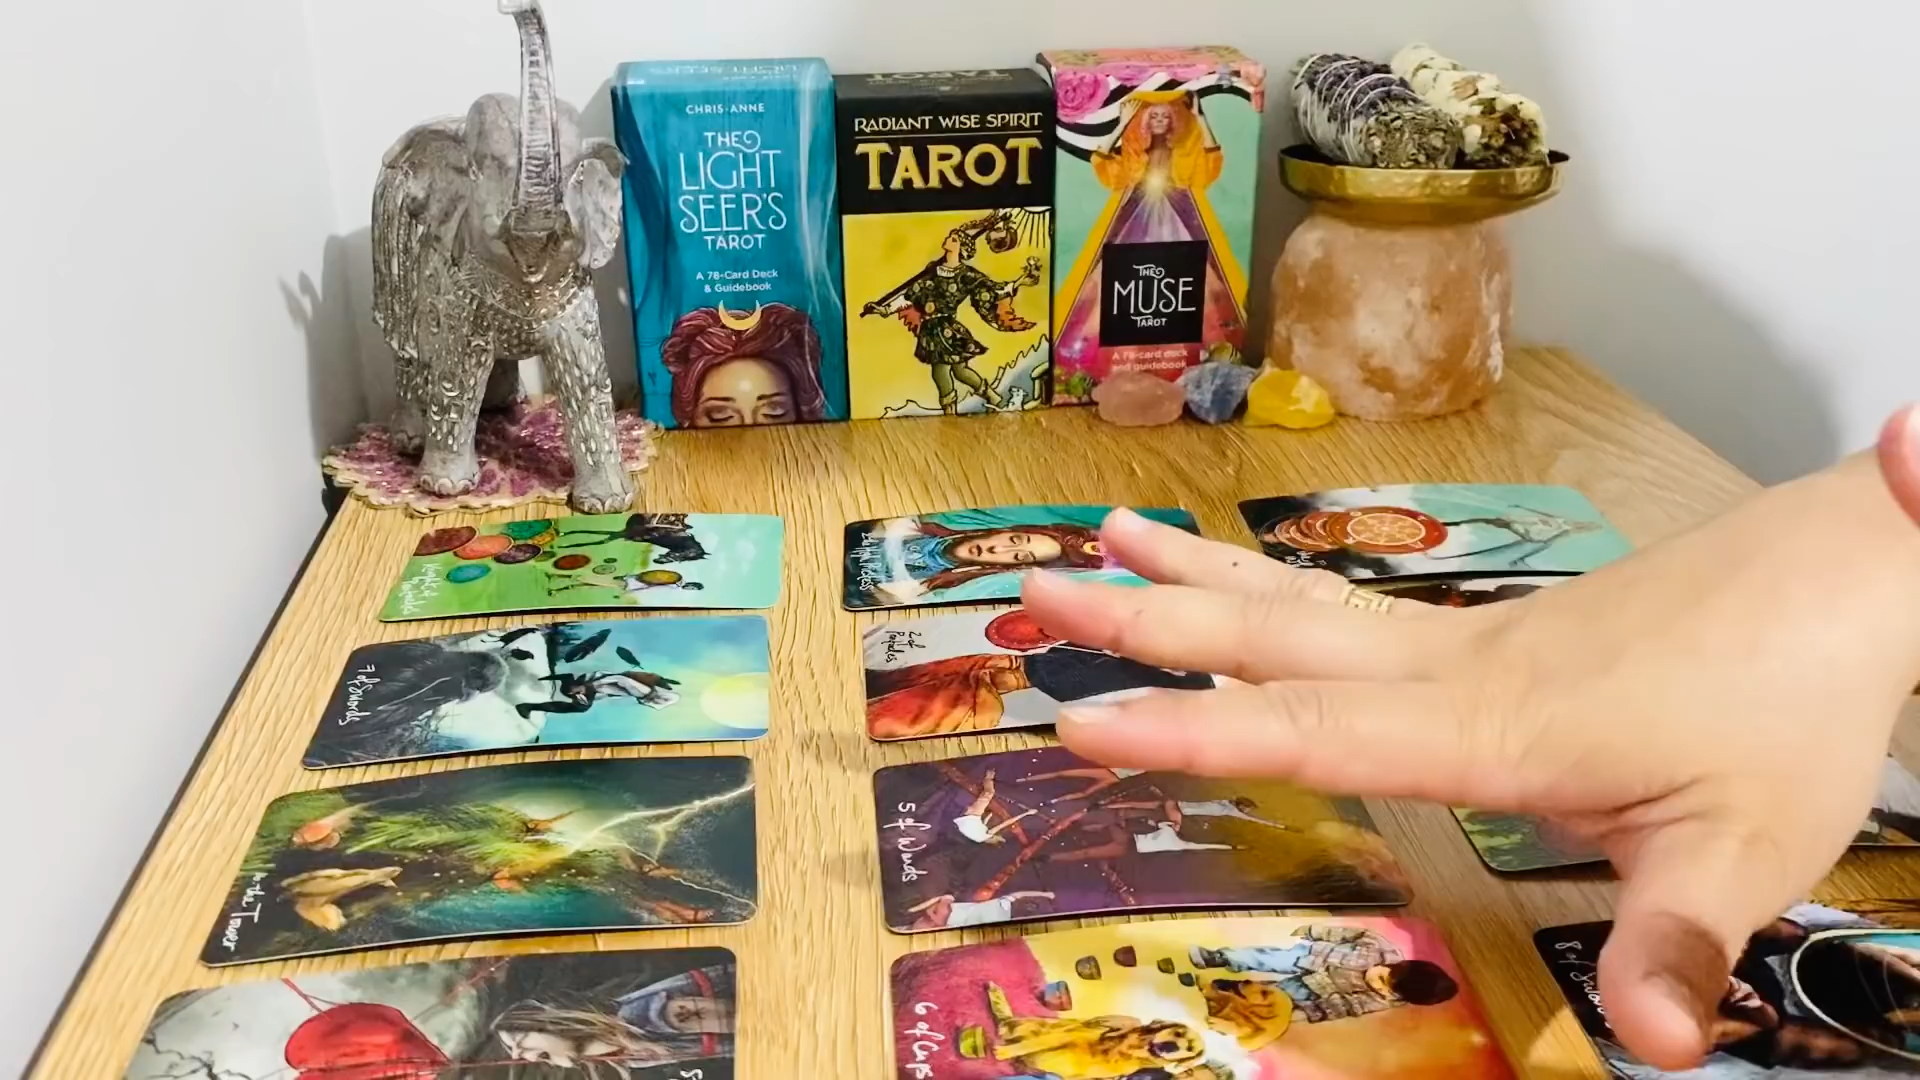 CHRIS-ANNE
THE
LIGHT
SEER'S
TAROT
A 78-Card Deck
& Guidebook
TAROT
RADIANT WISE SPIRIT
TAROT
THE
MUSE
TAROT
A 78-card deck
and guidebook
Knight of
Pentacles
7 of Swords
16 the Tower
2 of
Pentacles
5 of Wands
6 of Cups
8 of Swords